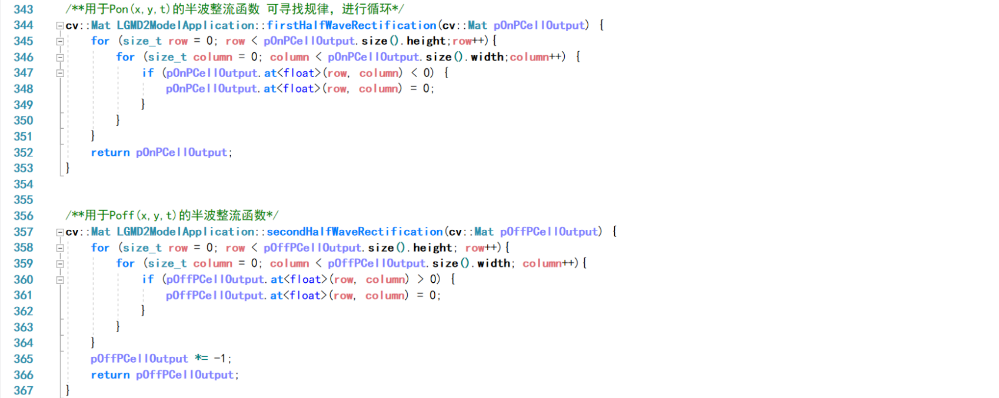 343 /**用于Pon(x,y,t)的半波整流函数 可寻找规律，进行循环*/
344 cv::Mat LGMD2ModelApplication::firstHalfWaveRectification(cv::Mat pOnPCellOutput) {
345 for (size_t row = 0; row < pOnPCellOutput.size().height;row++){
346 for (size_t column = 0; column < pOnPCellOutput.size().width;column++) {
347 if (pOnPCellOutput.at<float>(row, column) < 0) {
348 pOnPCellOutput.at<float>(row, column) = 0;
349 }
350 }
351 }
352 return pOnPCellOutput;
353 }
354
355
356 /**用于Poff(x,y,t)的半波整流函数*/
357 cv::Mat LGMD2ModelApplication::secondHalfWaveRectification(cv::Mat pOffPCellOutput) {
358 for (size_t row = 0; row < pOffPCellOutput.size().height; row++){
359 for (size_t column = 0; column < pOffPCellOutput.size().width; column++){
360 if (pOffPCellOutput.at<float>(row, column) > 0) {
361 pOffPCellOutput.at<float>(row, column) = 0;
362 }
363 }
364 }
365 pOffPCellOutput *= -1;
366 return pOffPCellOutput;
367 }